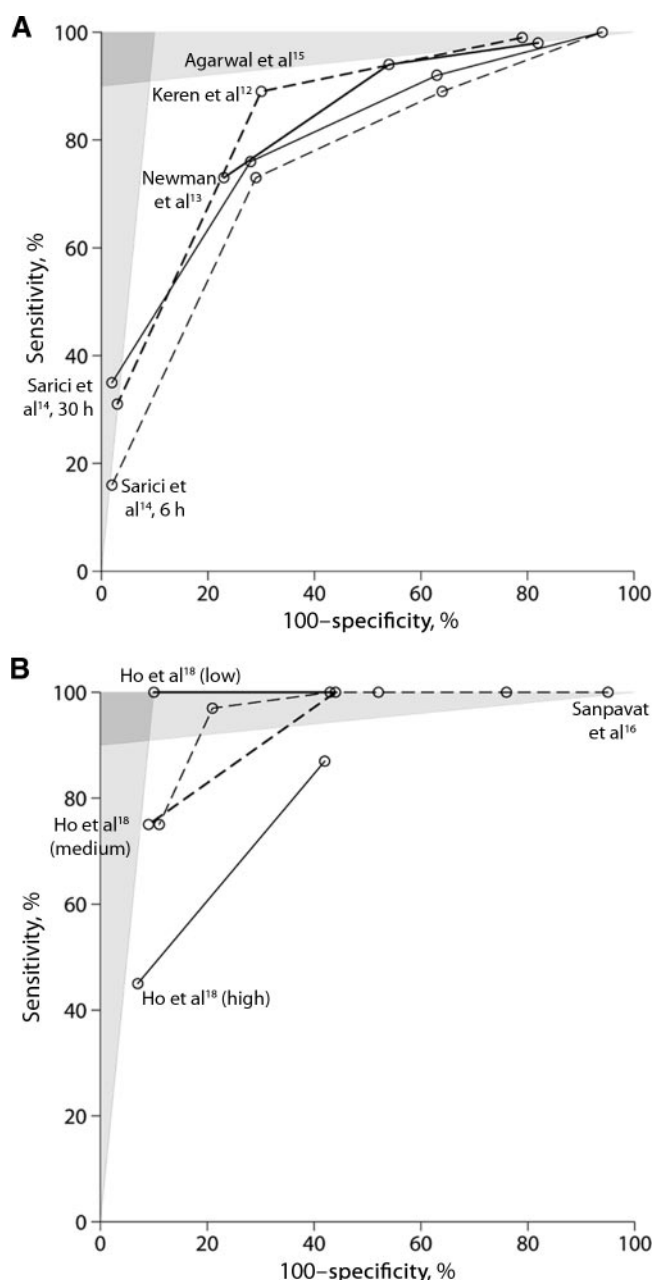 A
100
Agarwal et al¹⁵
Keren et al¹²
80
Newman
et al¹³
60
Sensitivity, %
40
Sarici et
al¹⁴, 30 h
20
Sarici et
al¹⁴, 6 h
0
0 20 40 60 80 100
100–specificity, %
B
Ho et al¹⁸ (low)
100
Sanpavat
et al¹⁶
80
Ho et al¹⁸
(medium)
60
Sensitivity, %
Ho et al¹⁸ (high)
40
20
0
0 20 40 60 80 100
100–specificity, %